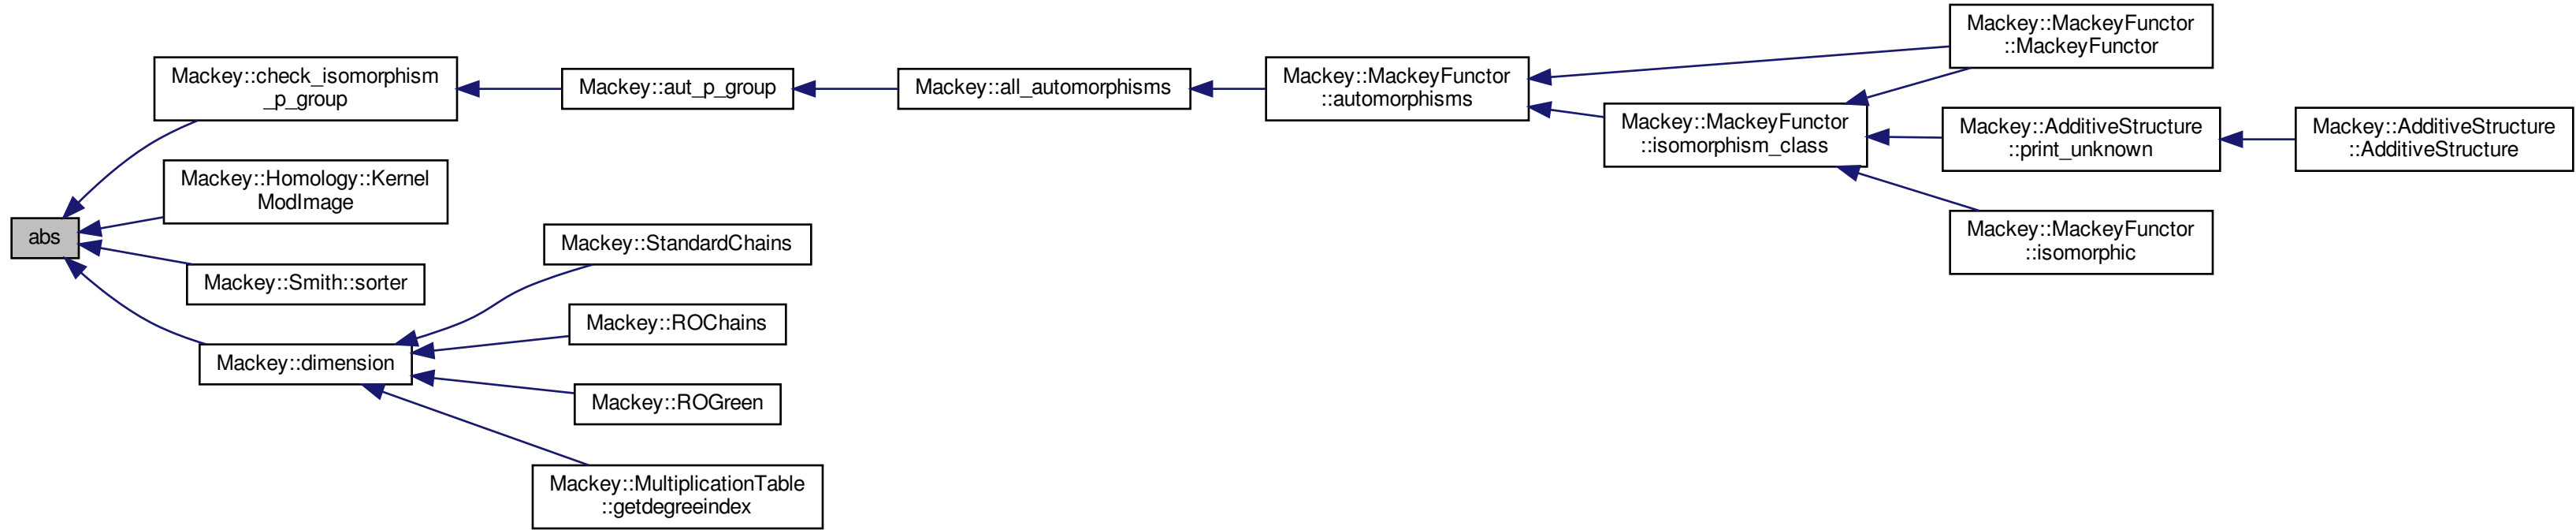 abs
Mackey::check_isomorphism
_p_group
Mackey::aut_p_group
Mackey::all_automorphisms
Mackey::MackeyFunctor
::automorphisms
Mackey::MackeyFunctor
::MackeyFunctor
Mackey::MackeyFunctor
::isomorphism_class
Mackey::AdditiveStructure
::print_unknown
Mackey::AdditiveStructure
::AdditiveStructure
Mackey::MackeyFunctor
::isomorphic
Mackey::Homology::Kernel
ModImage
Mackey::Smith::sorter
Mackey::dimension
Mackey::StandardChains
Mackey::ROChains
Mackey::ROGreen
Mackey::MultiplicationTable
::getdegreeindex